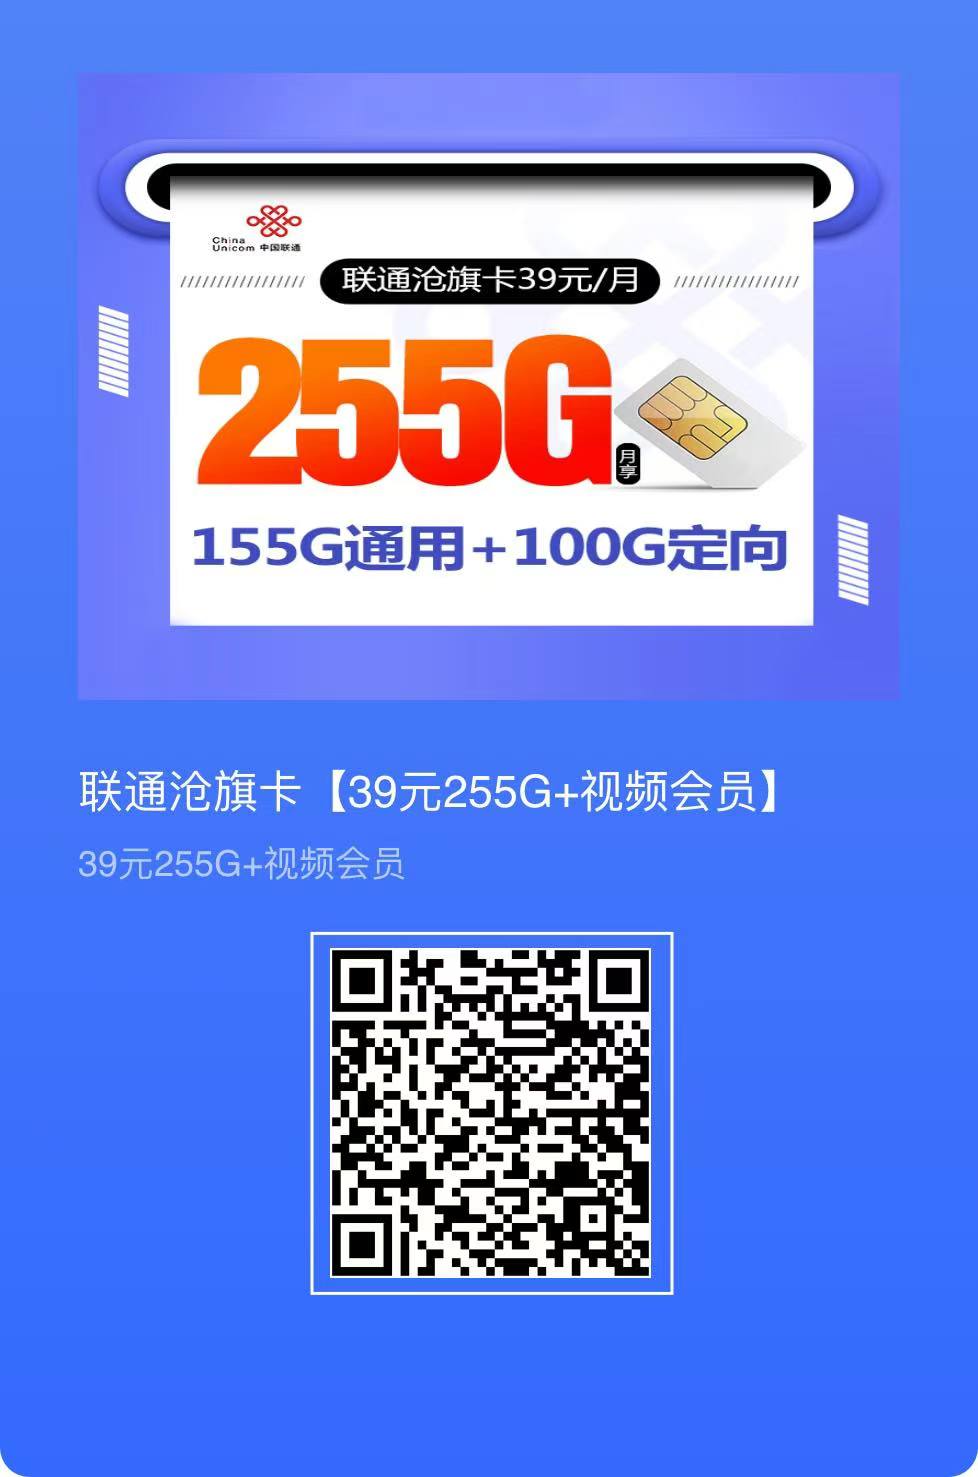 China
Unicom 中国联通
联通沧旗卡39元/月
255G
月享
155G通用+100G定向
联通沧旗卡【39元255G+视频会员】
39元255G+视频会员